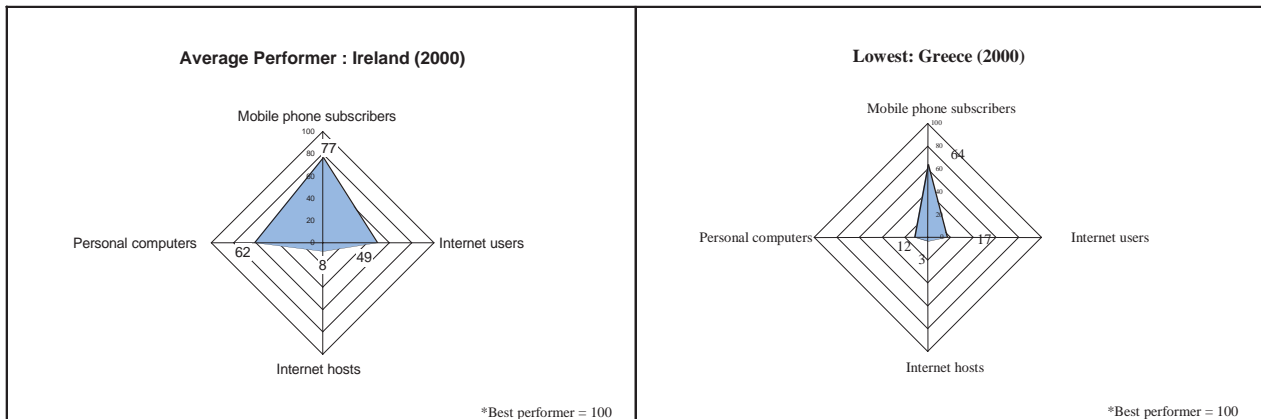 Average Performer : Ireland (2000)
Mobile phone subscribers
100
80
77
60
40
20
0
Personal computers
Internet users
62
49
8
Internet hosts
*Best performer = 100
Lowest: Greece (2000)
Mobile phone subscribers
100
80
64
60
40
20
0
Personal computers
Internet users
12
17
3
Internet hosts
*Best performer = 100